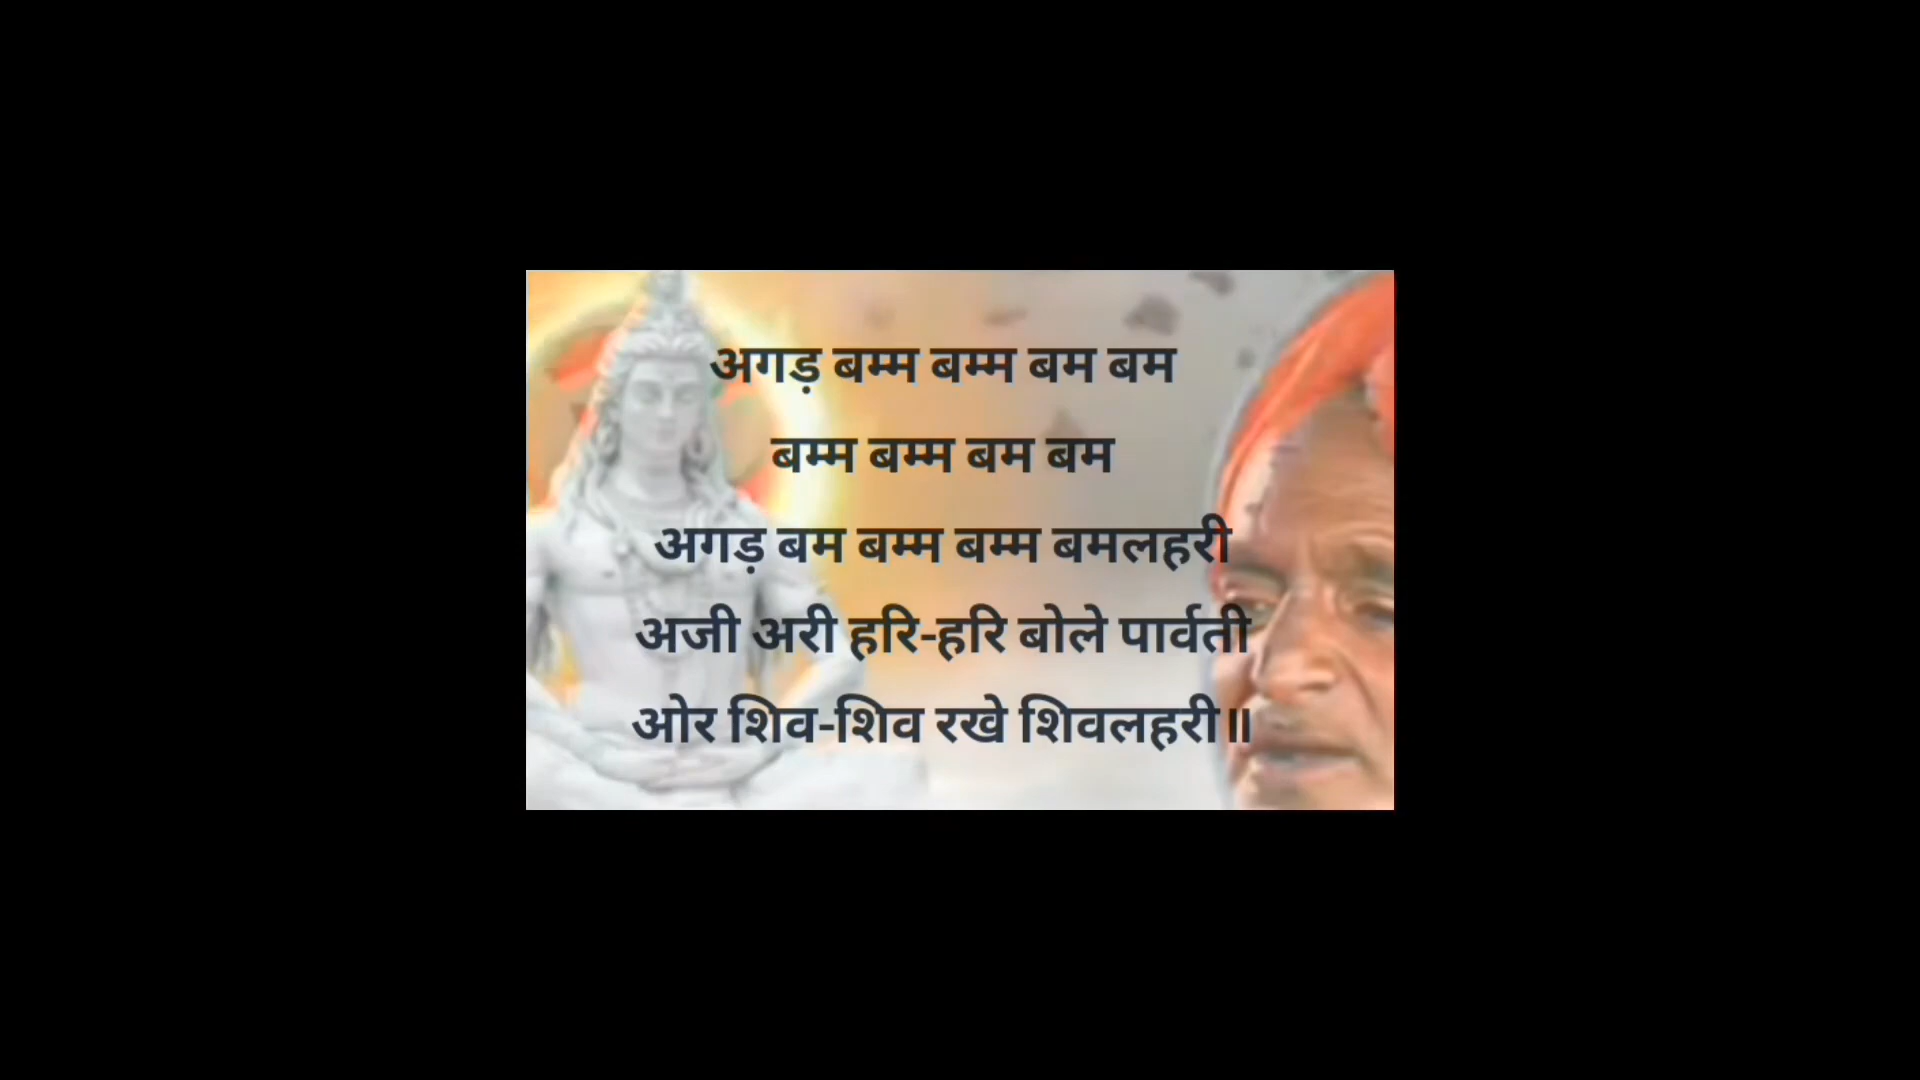 अगड़ बम्म बम्म बम बम
बम्म बम्म बम बम
अगड़ बम बम्म बम्म बमलहरी
अजी अरी हरि-हरि बोले पार्वती
ओर शिव-शिव रखे शिवलहरी॥